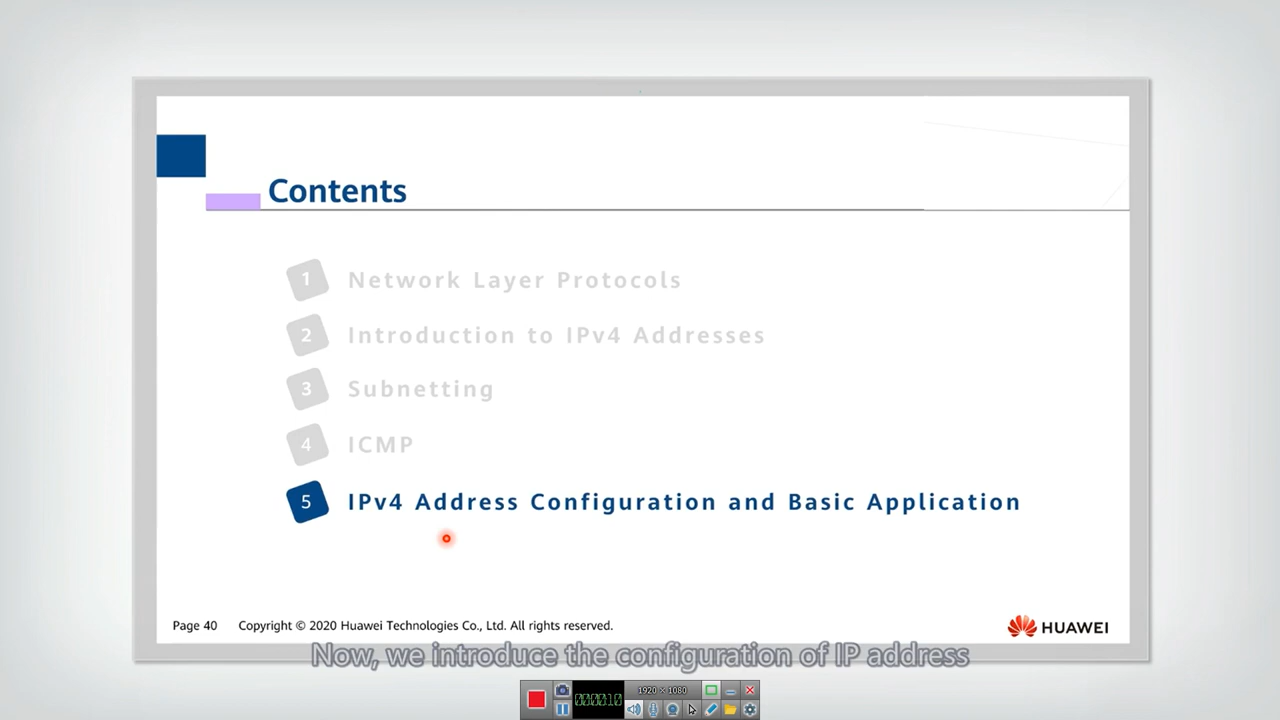 Contents
1 Network Layer Protocols
2 Introduction to IPv4 Addresses
3 Subnetting
4 ICMP
5 IPv4 Address Configuration and Basic Application
Page 40 Copyright © 2020 Huawei Technologies Co., Ltd. All rights reserved.
HUAWEI
Now, we introduce the configuration of IP address
1920 × 1080